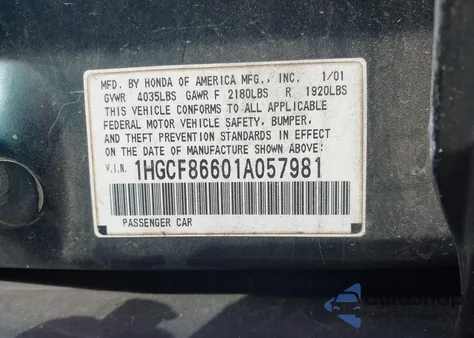 MFD. BY HONDA OF AMERICA MFG., INC. 1/01
GVWR 4035LBS GAWR F 2180LBS R 1920LBS
THIS VEHICLE CONFORMS TO ALL APPLICABLE
FEDERAL MOTOR VEHICLE SAFETY, BUMPER,
AND THEFT PREVENTION STANDARDS IN EFFECT
ON THE DATE OF MANUFACTURE SHOWN ABOVE:
V.I.N. 1HGCF86601A057981
PASSENGER CAR
autoshop